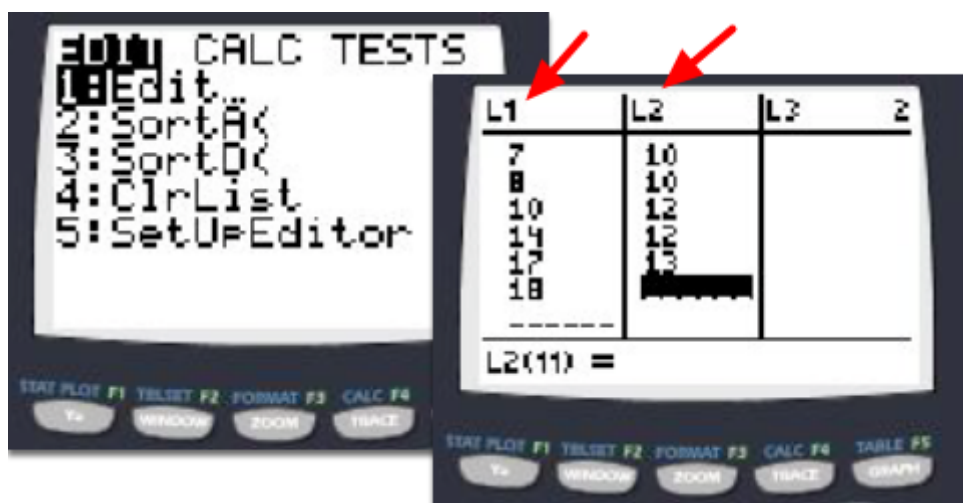 EDIT CALC TESTS
1:Edit…
2:SortA(
3:SortD(
4:ClrList
5:SetUpEditor
STAT PLOT F1 TBLSET F2 FORMAT F3 CALC F4
Y= WINDOW ZOOM TRACE
L1 L2 L3 2
7 10
8 10
10 12
14 12
17 13
18
------
L2(11) =
STAT PLOT F1 TBLSET F2 FORMAT F3 CALC F4 TABLE F5
Y= WINDOW ZOOM TRACE GRAPH